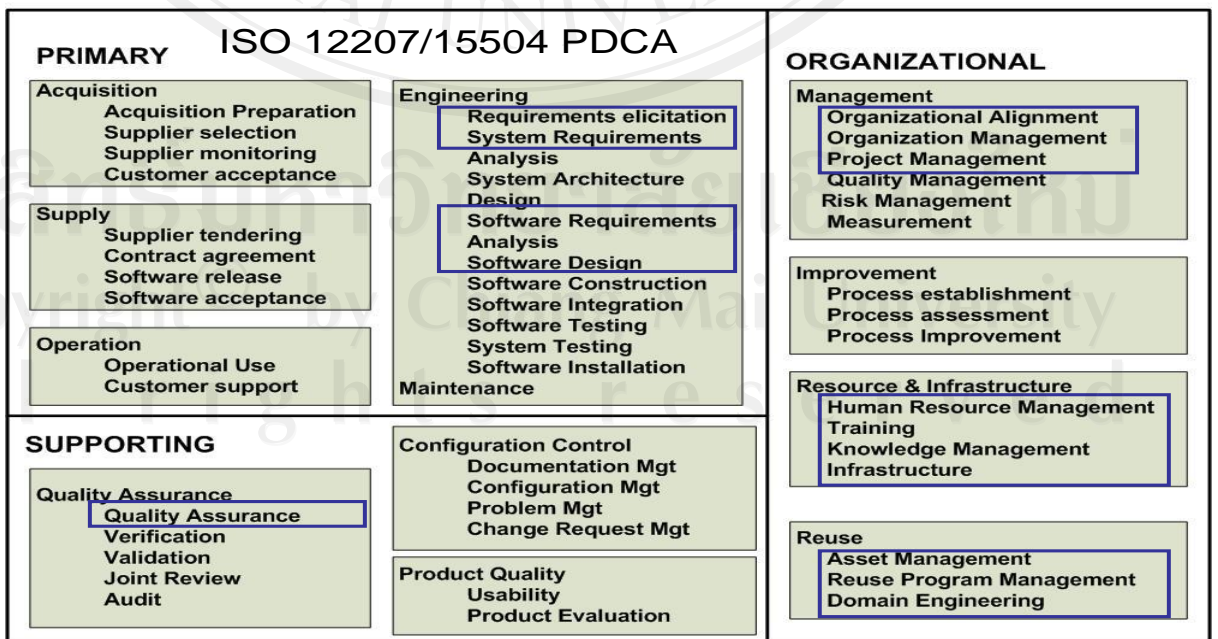 ISO 12207/15504 PDCA
PRIMARY
Acquisition
Acquisition Preparation
Supplier selection
Supplier monitoring
Customer acceptance
Supply
Supplier tendering
Contract agreement
Software release
Software acceptance
Operation
Operational Use
Customer support
Engineering
Requirements elicitation
System Requirements
Analysis
System Architecture
Design
Software Requirements
Analysis
Software Design
Software Construction
Software Integration
Software Testing
System Testing
Software Installation
Maintenance
SUPPORTING
Quality Assurance
Quality Assurance
Verification
Validation
Joint Review
Audit
Configuration Control
Documentation Mgt
Configuration Mgt
Problem Mgt
Change Request Mgt
Product Quality
Usability
Product Evaluation
ORGANIZATIONAL
Management
Organizational Alignment
Organization Management
Project Management
Quality Management
Risk Management
Measurement
Improvement
Process establishment
Process assessment
Process Improvement
Resource & Infrastructure
Human Resource Management
Training
Knowledge Management
Infrastructure
Reuse
Asset Management
Reuse Program Management
Domain Engineering
by Chiang Mai University
rights reserved